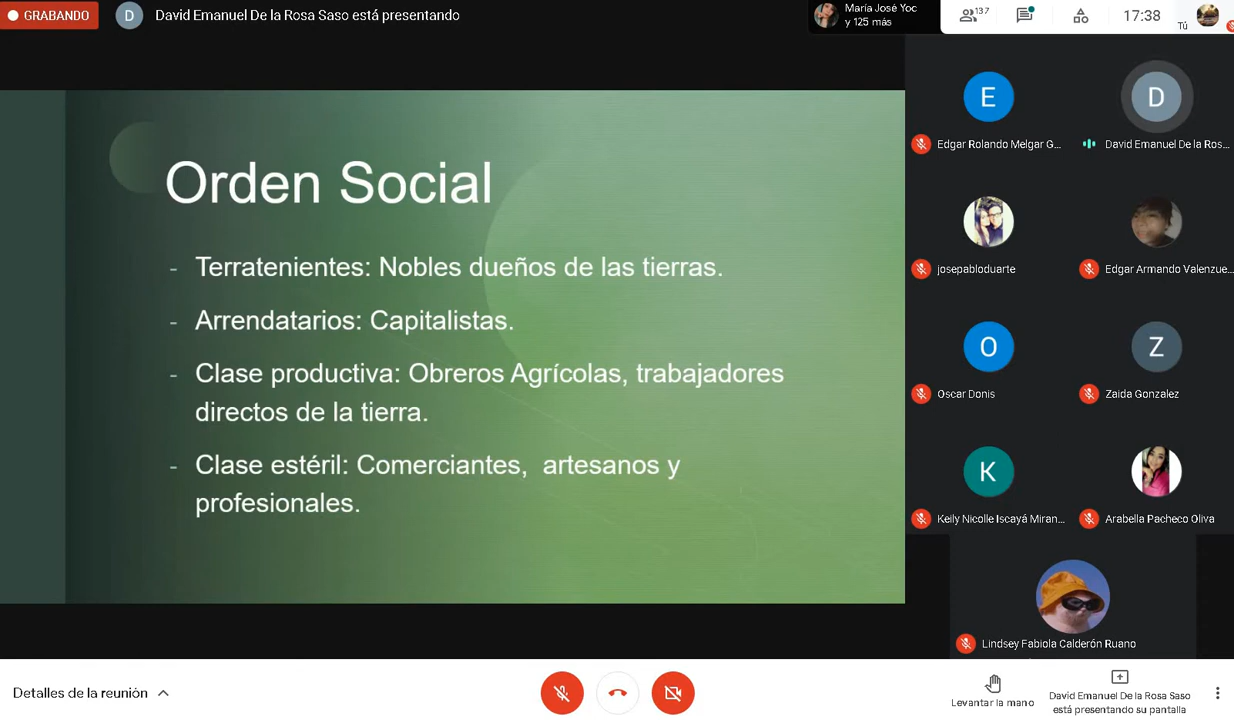 GRABANDO
D
David Emanuel De la Rosa Saso está presentando
María José Yoc
y 125 más
137
17:38
Tú
Orden Social
- Terratenientes: Nobles dueños de las tierras.
- Arrendatarios: Capitalistas.
- Clase productiva: Obreros Agrícolas, trabajadores
directos de la tierra.
- Clase estéril: Comerciantes, artesanos y
profesionales.
E
Edgar Rolando Melgar G...
D
David Emanuel De la Ros...
josepabloduarte
Edgar Armando Valenzue...
O
Oscar Donis
Z
Zaida Gonzalez
K
Keily Nicolle Iscayá Miran...
Arabella Pacheco Oliva
Lindsey Fabiola Calderón Ruano
Detalles de la reunión
Levantar la mano
David Emanuel De la Rosa Saso
está presentando su pantalla